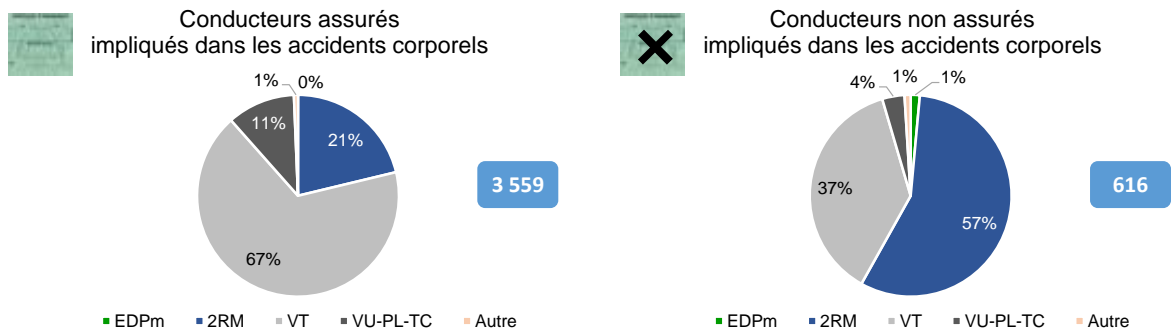 Conducteurs assurés
impliqués dans les accidents corporels
1%
0%
11%
21%
67%
3 559
EDPm
2RM
VT
VU-PL-TC
Autre
Conducteurs non assurés
impliqués dans les accidents corporels
4%
1%
1%
37%
57%
616
EDPm
2RM
VT
VU-PL-TC
Autre